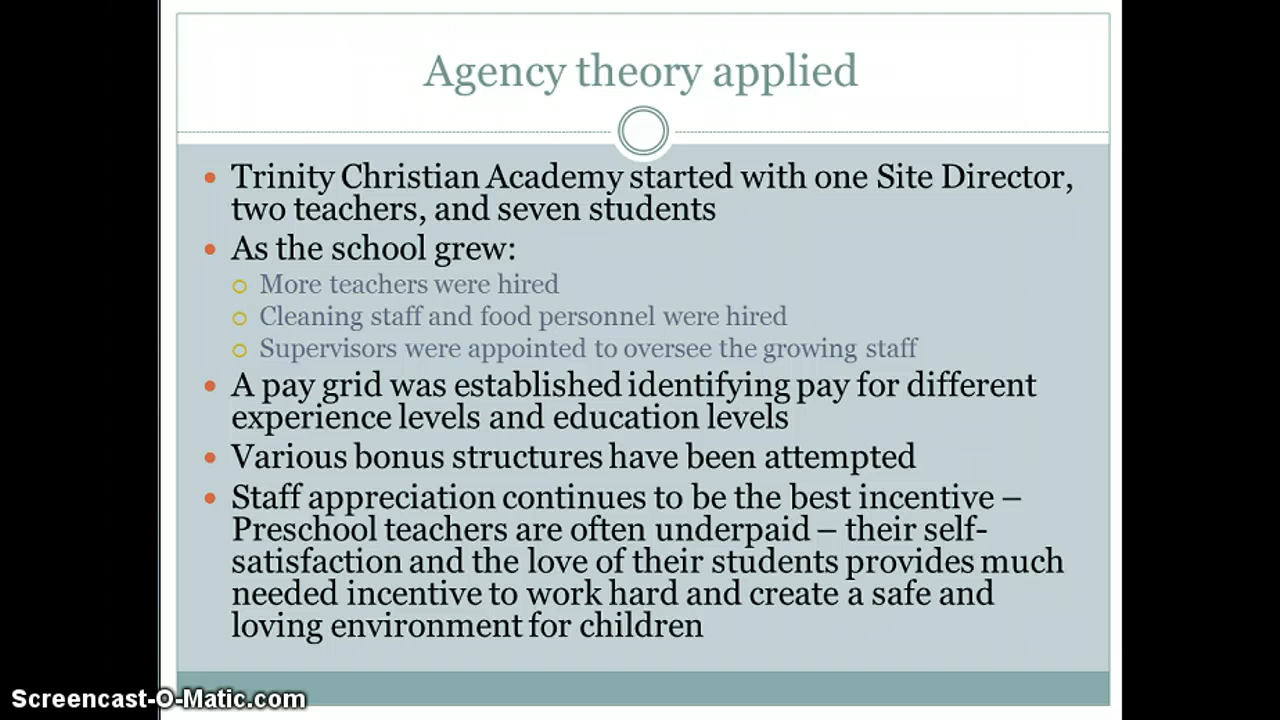 Agency theory applied
Trinity Christian Academy started with one Site Director,
two teachers, and seven students
As the school grew:
More teachers were hired
Cleaning staff and food personnel were hired
Supervisors were appointed to oversee the growing staff
A pay grid was established identifying pay for different
experience levels and education levels
Various bonus structures have been attempted
Staff appreciation continues to be the best incentive –
Preschool teachers are often underpaid – their self-
satisfaction and the love of their students provides much
needed incentive to work hard and create a safe and
loving environment for children
Screencast-O-Matic.com